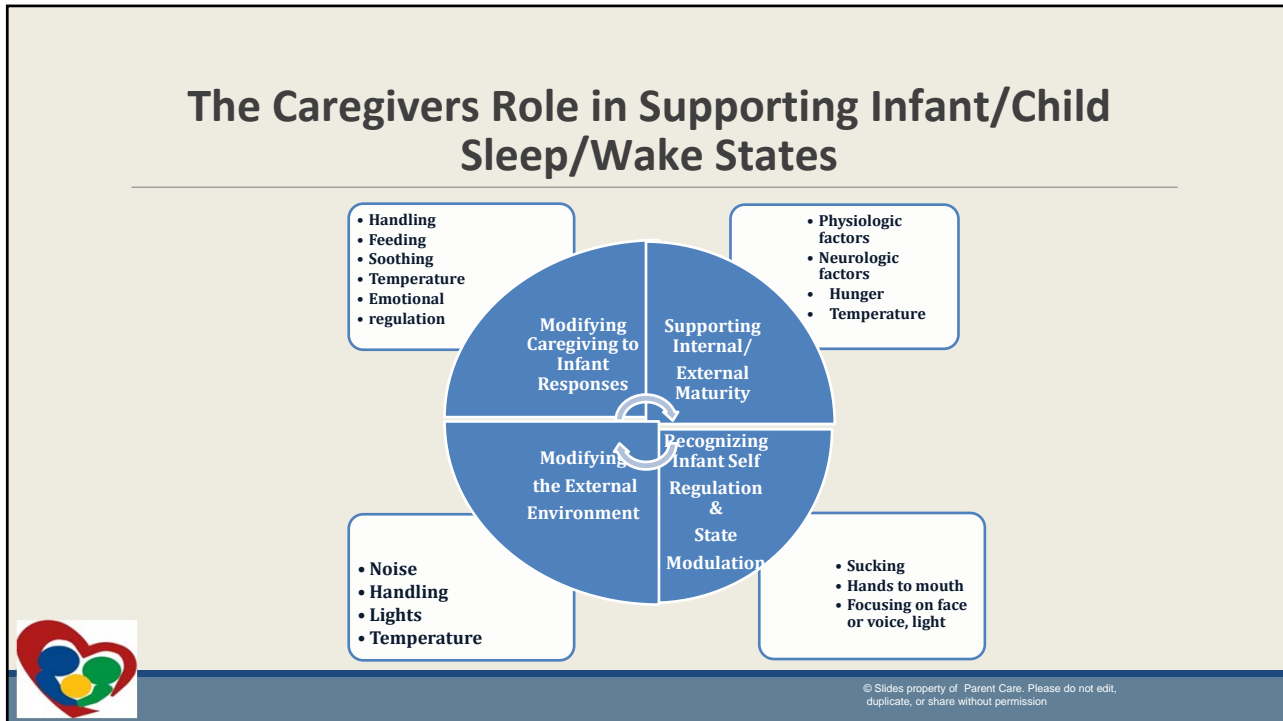 The Caregivers Role in Supporting Infant/Child
Sleep/Wake States
• Handling
• Feeding
• Soothing
• Temperature
• Emotional
• regulation
• Physiologic
factors
• Neurologic
factors
• Hunger
• Temperature
Modifying
Caregiving to
Infant
Responses
Supporting
Internal/
External
Maturity
Modifying
the External
Environment
Recognizing
Infant Self
Regulation
&
State
Modulation
• Noise
• Handling
• Lights
• Temperature
• Sucking
• Hands to mouth
• Focusing on face
or voice, light
© Slides property of Parent Care. Please do not edit,
duplicate, or share without permission